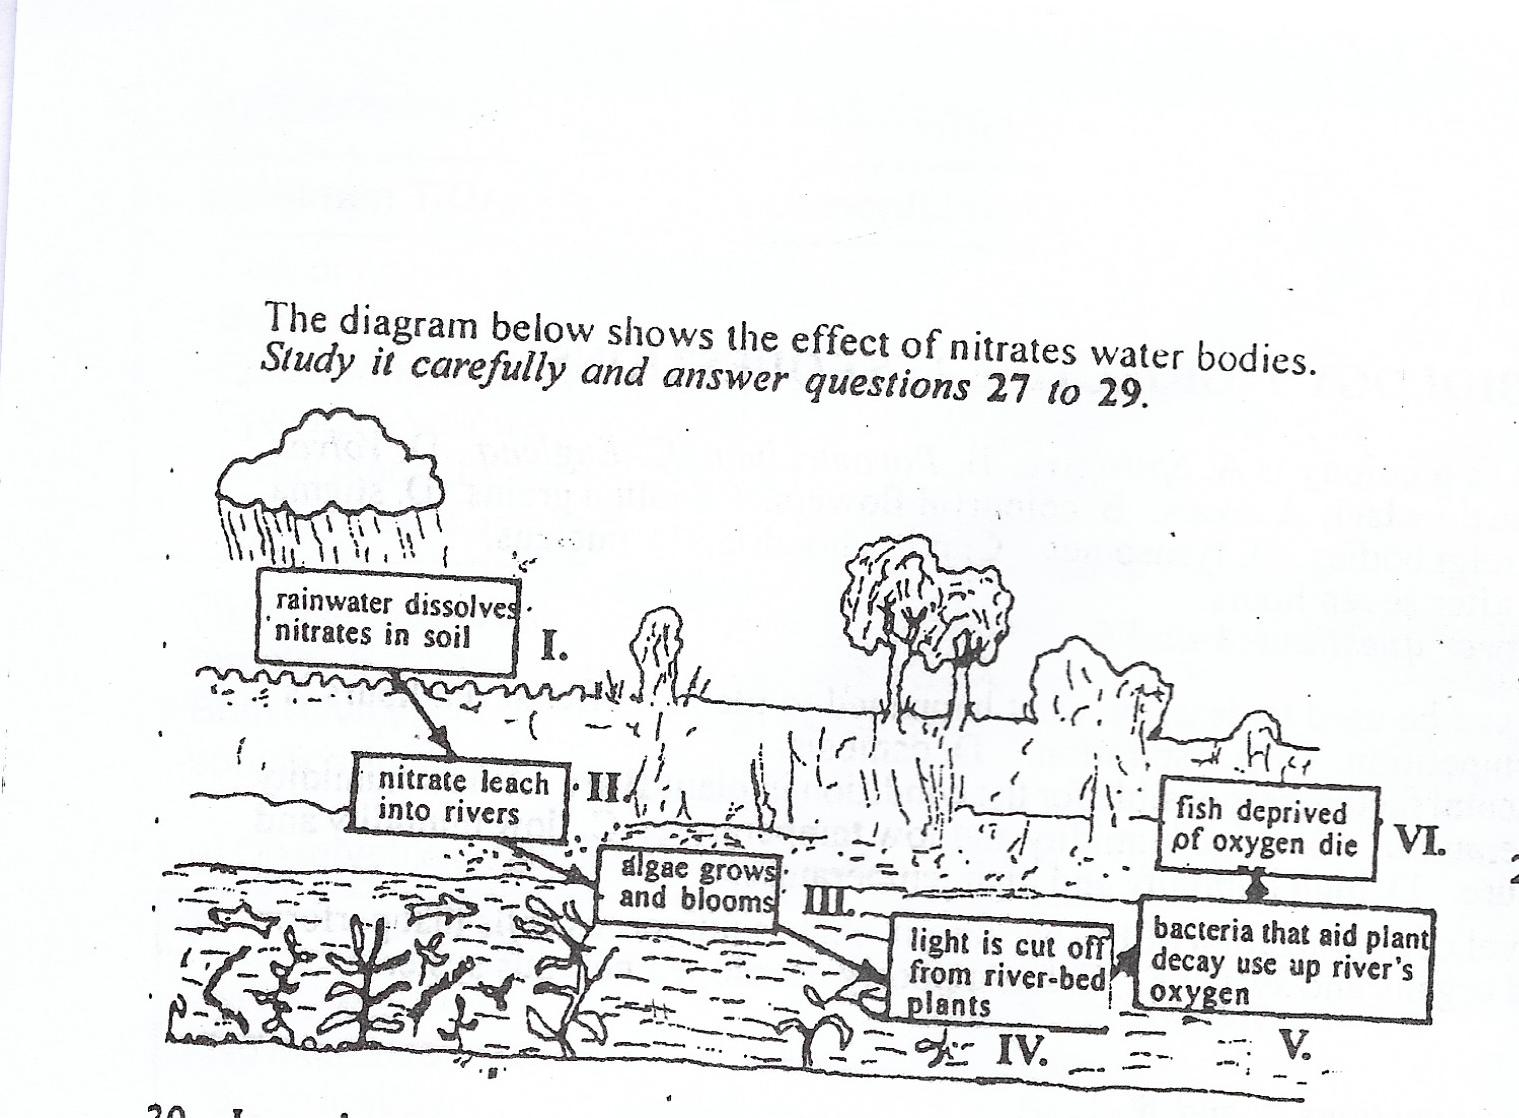 The diagram below shows the effect of nitrates water bodies.
Study it carefully and answer questions 27 to 29.
rainwater dissolves
nitrates in soil
I.
nitrate leach
into rivers
II.
algae grows
and blooms
III.
light is cut off
from river-bed
plants
IV.
bacteria that aid plant
decay use up river's
oxygen
V.
fish deprived
of oxygen die
VI.